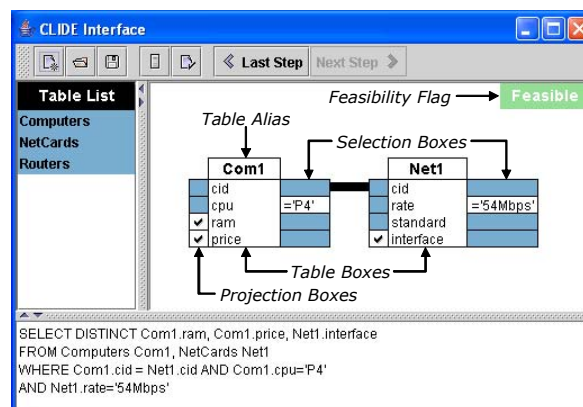 CLIDE Interface
Last Step Next Step
Table List
Computers
NetCards
Routers
Feasibility Flag Feasible
Table Alias
Selection Boxes
Com1 Net1
cid cid
cpu ='P4' rate ='54Mbps'
ram standard
price interface
Table Boxes
Projection Boxes
SELECT DISTINCT Com1.ram, Com1.price, Net1.interface
FROM Computers Com1, NetCards Net1
WHERE Com1.cid = Net1.cid AND Com1.cpu='P4'
AND Net1.rate='54Mbps'